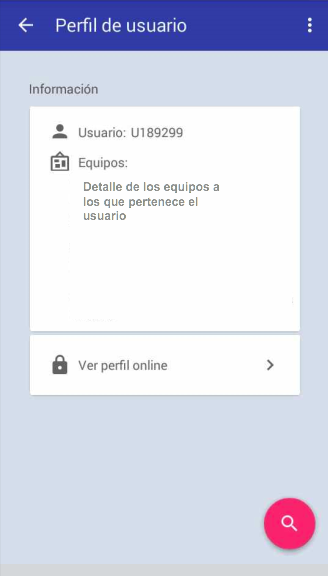 Perfil de usuario
Información
Usuario: U189299
Equipos:
Detalle de los equipos a
los que pertenece el
usuario
Ver perfil online